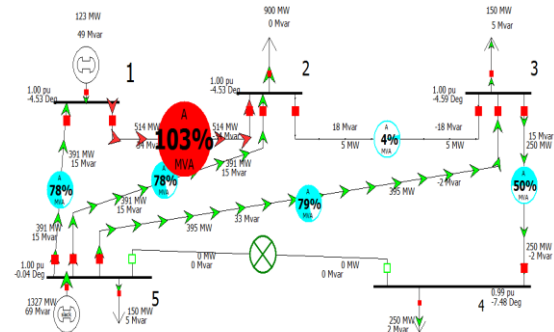 123 MW
49 Mvar
900 MW
0 Mvar
150 MW
5 Mvar
1
2
3
1.00 pu
-4.53 Deg
1.00 pu
-4.53 Deg
1.00 pu
-4.59 Deg
514 MW
A
103%
MVA
514 MW
391 MW
15 Mvar
18 Mvar
5 MW
A
4%
MVA
-18 Mvar
5 MW
15 Mvar
250 MW
391 MW
15 Mvar
A
78%
MVA
A
78%
MVA
391 MW
15 Mvar
A
79%
MVA
395 MW
-2 Mvar
A
50%
MVA
391 MW
15 Mvar
33 Mvar
395 MW
0 MW
0 Mvar
0 MW
0 Mvar
250 MW
-2 Mvar
1.00 pu
-0.04 Deg
5
4
0.99 pu
-7.48 Deg
1327 MW
69 Mvar
150 MW
5 Mvar
250 MW
2 Mvar